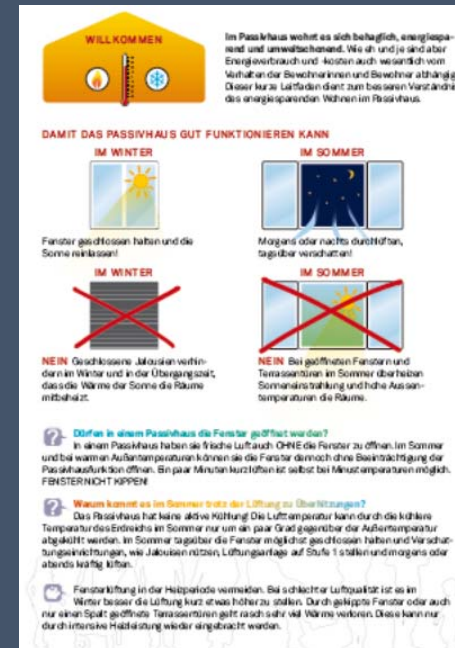 WILLKOMMEN
Im Passivhaus wohnt es sich behaglich, energiespa-
rend und umweltschonend. Wie eh und je sind aber
Energieverbrauch und -kosten auch wesentlich vom
Verhalten der Bewohnerinnen und Bewohner abhängig.
Dieser kurze Leitfaden dient zum besseren Verständnis
des energiesparenden Wohnen im Passivhaus.
DAMIT DAS PASSIVHAUS GUT FUNKTIONIEREN KANN
IM WINTER
Fenster geschlossen halten und die
Sonne reinlassen!
IM SOMMER
Morgens oder nachts durchlüften,
tagsüber verschatten!
IM WINTER
NEIN Geschlossene Jalousien verhin-
dern im Winter und in der Übergangszeit,
dass die Wärme der Sonne die Räume
mitbeheizt.
IM SOMMER
NEIN Bei geöffneten Fenstern und
Terrassentüren im Sommer überheizen
Sonneneinstrahlung und hohe Aussen-
temperaturen die Räume.
? Dürfen in einem Passivhaus die Fenster geöffnet werden?
In einem Passivhaus haben sie frische Luft auch OHNE die Fenster zu öffnen. Im Sommer
und bei warmen Außentemperaturen können sie die Fenster dennoch ohne Beeinträchtigung der
Passivhausfunktion öffnen. Ein paar Minuten kurz lüften ist selbst bei Minustemperaturen möglich.
FENSTER NICHT KIPPEN!
? Warum kommt es im Sommer trotz der Lüftung zu Überhitzungen?
Das Passivhaus hat keine aktive Kühlung! Die Lufttemperatur kann durch die kühlere
Temperatur des Erdreichs im Sommer nur um ein paar Grad gegenüber der Außentemperatur
abgekühlt werden. Im Sommer tagsüber die Fenster möglichst geschlossen halten und Verschat-
tungseinrichtungen, wie Jalousien nützen, Lüftungsanlage auf Stufe 1 stellen und morgens oder
abends kräftig lüften.
Fensterlüftung in der Heizperiode vermeiden. Bei schlechter Luftqualität ist es im
Winter besser die Lüftung kurz etwas höher zu stellen. Durch gekippte Fenster oder auch
nur einen Spalt geöffnete Terrassentüren geht rasch sehr viel Wärme verloren. Diese kann nur
durch intensive Heizleistung wieder eingebracht werden.